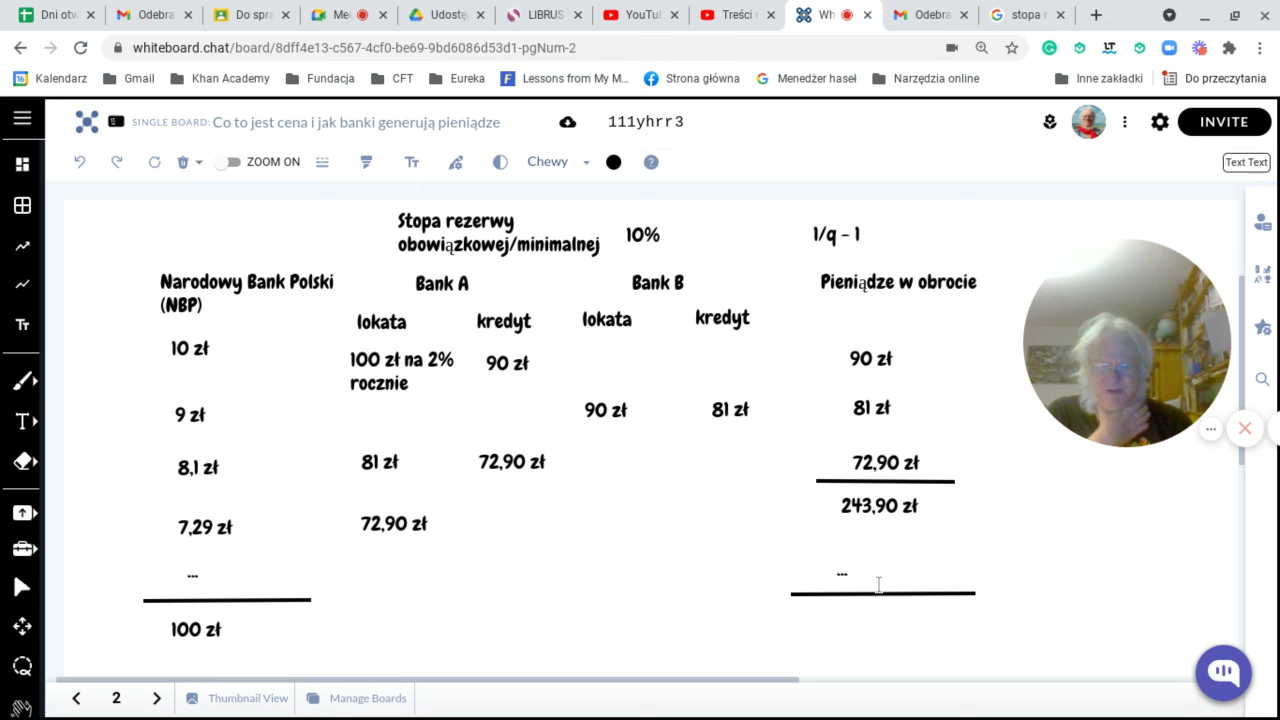 Dni otw
Odebra
Do spra
Mee
Udostę
LIBRUS
YouTu
Treści r
Wh
Odebra
stopa r
whiteboard.chat/board/8dff4e13-c567-4cf0-be69-9bd6086d53d1-pgNum-2
Kalendarz
Gmail
Khan Academy
Fundacja
CFT
Eureka
Lessons from My M...
Strona główna
Menedżer haseł
Narzędzia online
Inne zakładki
Do przeczytania
SINGLE BOARD: Co to jest cena i jak banki generują pieniądze
111yhrr3
INVITE
ZOOM ON
Tт
Chewy
Text Text
Stopa rezerwy
obowiązkowej/minimalnej
10%
1/q - 1
Narodowy Bank Polski
(NBP)
Bank A
Bank B
Pieniądze w obrocie
lokata
kredyt
lokata
kredyt
10 zł
100 zł na 2%
rocznie
90 zł
90 zł
9 zł
90 zł
81 zł
81 zł
8,1 zł
81 zł
72,90 zł
72,90 zł
243,90 zł
7,29 zł
72,90 zł
...
...
100 zł
2
Thumbnail View
Manage Boards